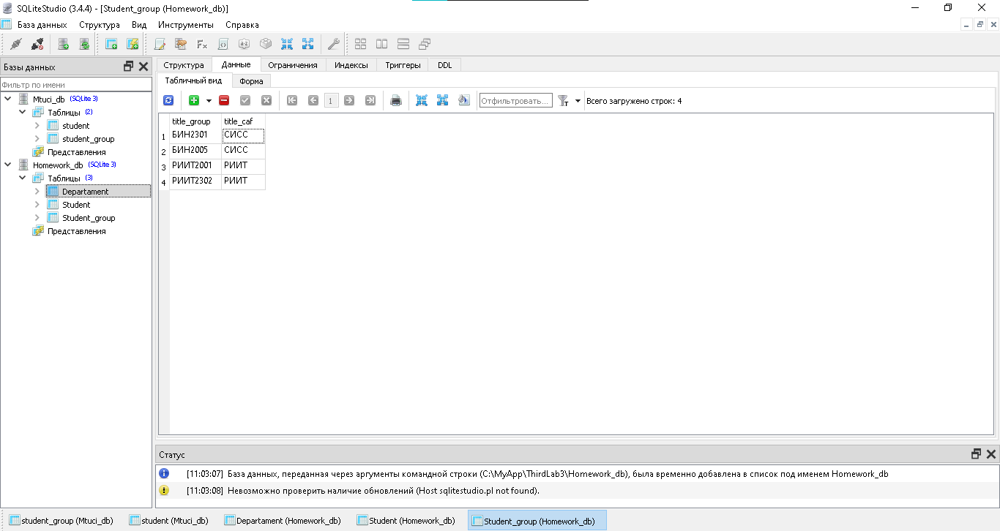 SQLiteStudio (3.4.4) - [Student_group (Homework_db)]
База данных Структура Вид Инструменты Справка
Базы данных
Фильтр по имени
Mtuci_db (SQLite 3)
Таблицы (2)
student
student_group
Представления
Homework_db (SQLite 3)
Таблицы (3)
Departament
Student
Student_group
Представления
Структура Данные Ограничения Индексы Триггеры DDL
Табличный вид Форма
1 Отфильтровать... Всего загружено строк: 4
title_group title_caf
1 БИН2301 СИСС
2 БИН2005 СИСС
3 РИИТ2001 РИИТ
4 РИИТ2302 РИИТ
Статус
[11:03:07] База данных, переданная через аргументы командной строки (C:\MyApp\ThirdLab3\Homework_db), была временно добавлена в список под именем Homework_db
[11:03:08] Невозможно проверить наличие обновлений (Host sqlitestudio.pl not found).
student_group (Mtuci_db) student (Mtuci_db) Departament (Homework_db) Student (Homework_db) Student_group (Homework_db)